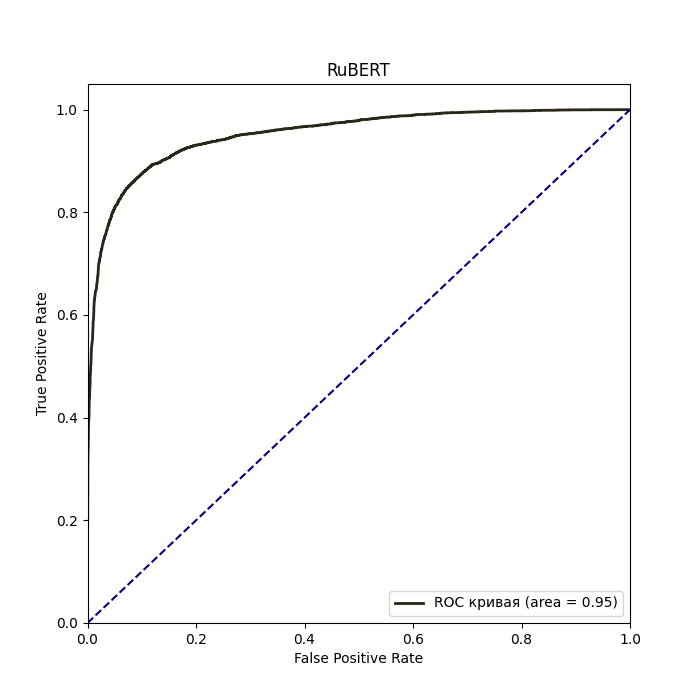 RuBERT
1.0
0.8
0.6
0.4
0.2
0.0
True Positive Rate
ROC кривая (area = 0.95)
0.0 0.2 0.4 0.6 0.8 1.0
False Positive Rate